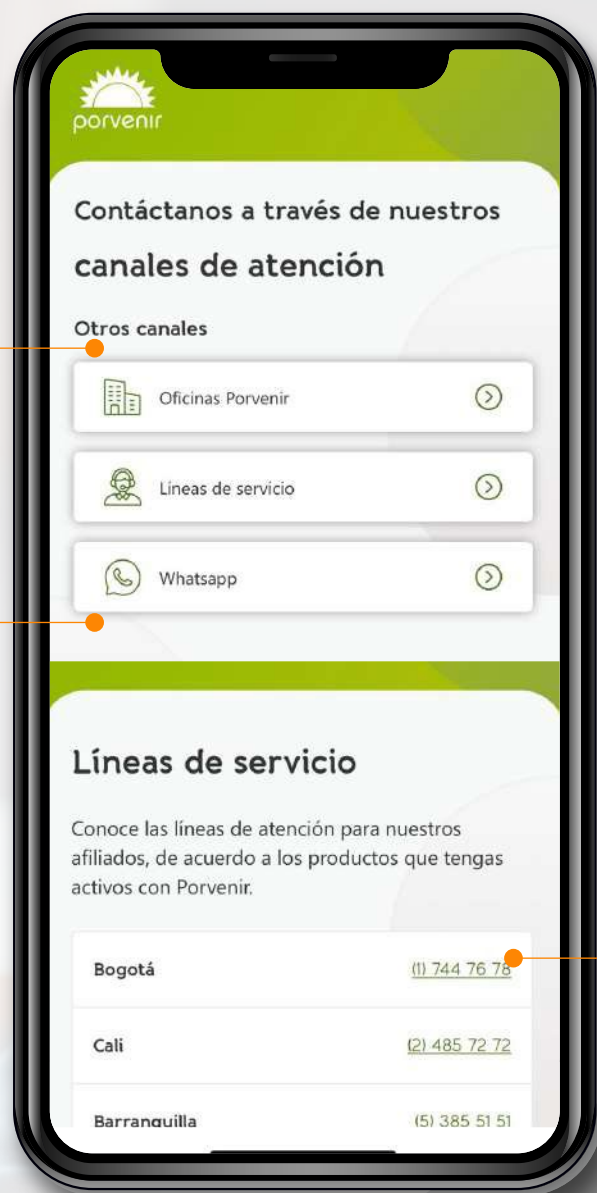 porvenir
Contáctanos a través de nuestros
canales de atención
Otros canales
Oficinas Porvenir
Líneas de servicio
Whatsapp
Líneas de servicio
Conoce las líneas de atención para nuestros
afiliados, de acuerdo a los productos que tengas
activos con Porvenir.
Bogotá (1) 744 76 78
Cali (2) 485 72 72
Barranquilla (5) 385 51 51